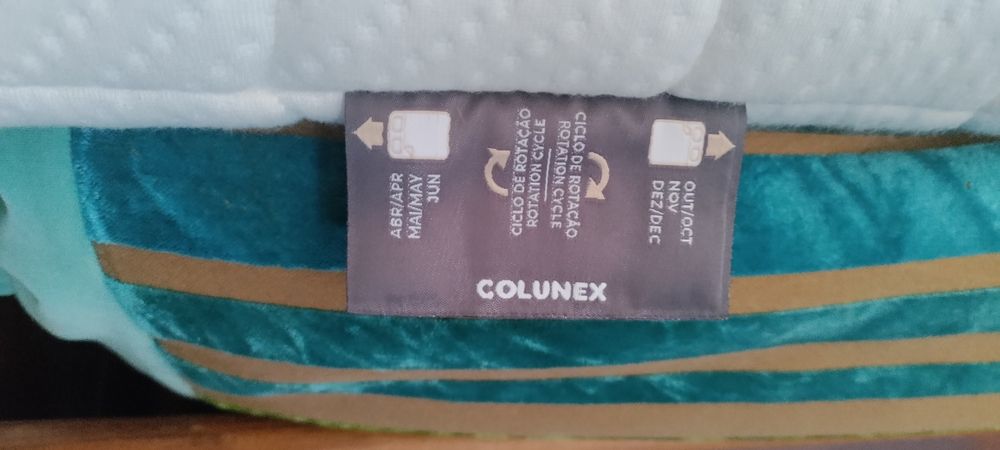 ABR/APR
MAI/MAY
JUN
CICLO DE ROTAÇÃO
ROTATION CYCLE
CICLO DE ROTAÇÃO
ROTATION CYCLE
OUT/OCT
NOV
DEZ/DEC
COLUNEX